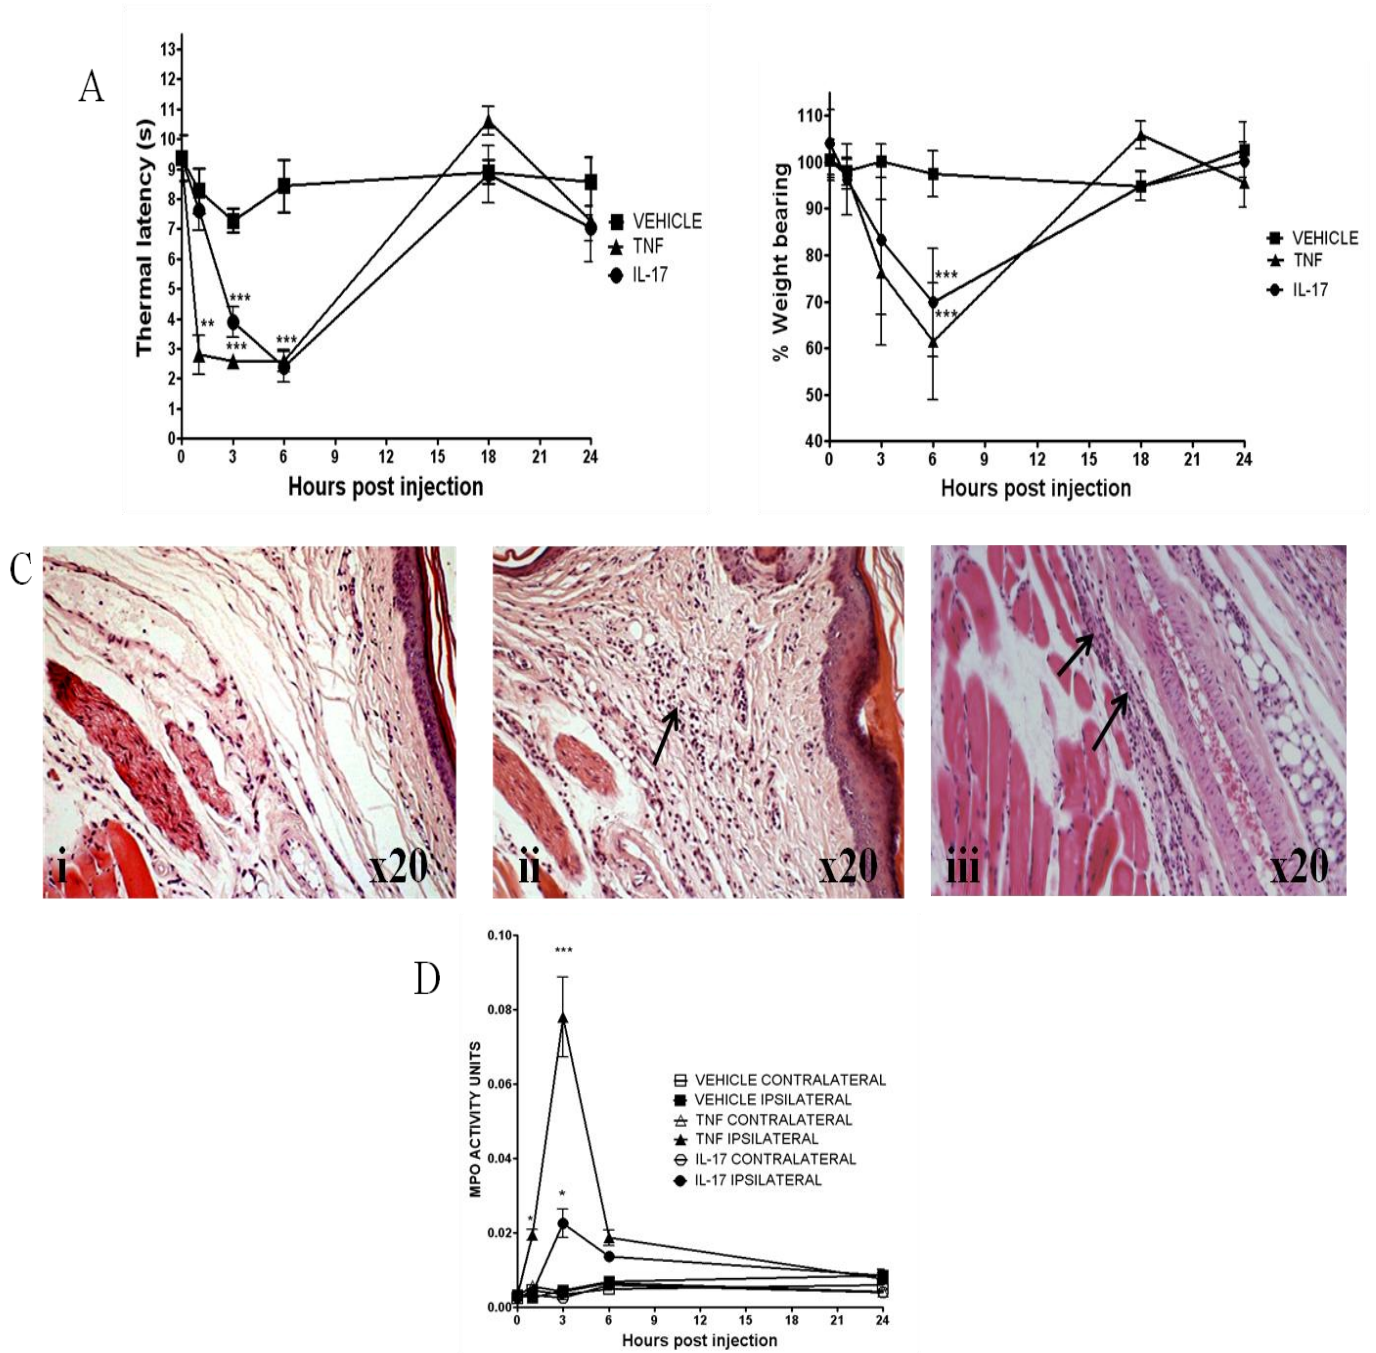 A
Thermal latency (s)
13
12
11
10
9
8
7
6
5
4
3
2
1
0
**
***
***
***
0 3 6 9 12 15 18 21 24
Hours post injection
VEHICLE
TNF
IL-17
% Weight bearing
110
100
90
80
70
60
50
40
***
***
0 3 6 9 12 15 18 21 24
Hours post injection
VEHICLE
TNF
IL-17
C
i x20
ii x20
iii x20
D
MPO ACTIVITY UNITS
0.10
0.08
0.06
0.04
0.02
0.00
***
*
*
VEHICLE CONTRALATERAL
VEHICLE IPSILATERAL
TNF CONTRALATERAL
TNF IPSILATERAL
IL-17 CONTRALATERAL
IL-17 IPSILATERAL
0 3 6 9 12 15 18 21 24
Hours post injection